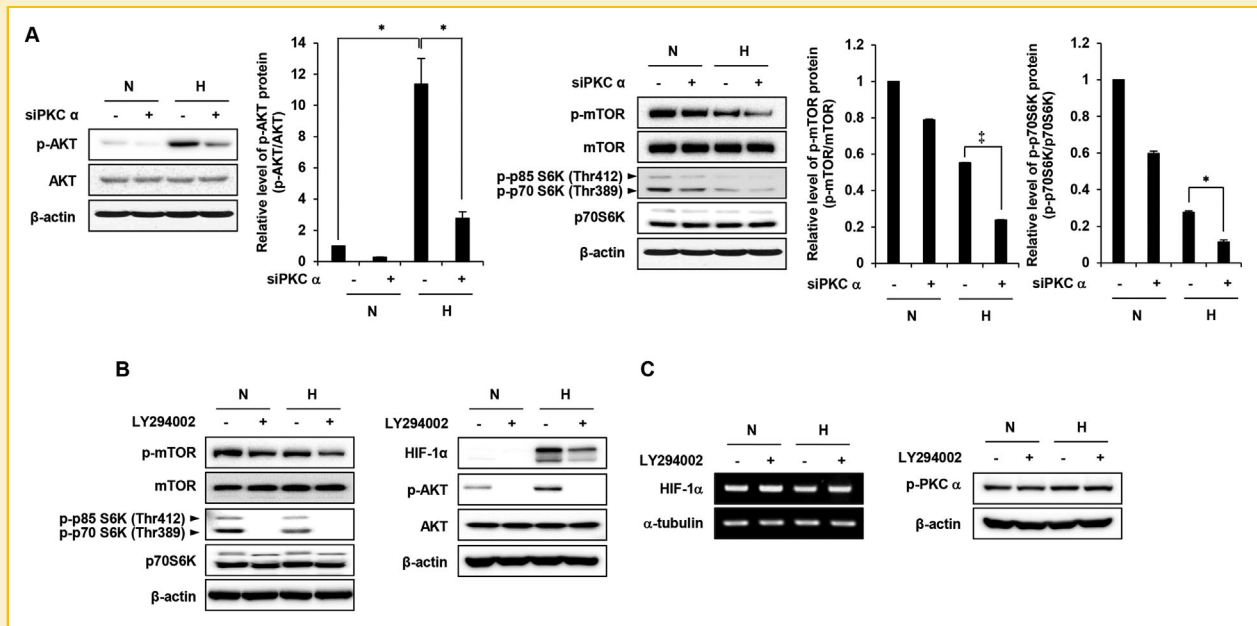 A
N H
siPKC α - + - +
p-AKT
AKT
β-actin
Relative level of p-AKT protein
(p-AKT/AKT)
14
12
10
8
6
4
2
0
* *
siPKC α - + - +
N H
N H
siPKC α - + - +
p-mTOR
mTOR
p-p85 S6K (Thr412)
p-p70 S6K (Thr389)
p70S6K
β-actin
Relative level of p-mTOR protein
(p-mTOR/mTOR)
1.2
1
0.8
0.6
0.4
0.2
0
‡
siPKC α - + - +
N H
Relative level of p-p70S6K protein
(p-p70S6K/p70S6K)
1.2
1
0.8
0.6
0.4
0.2
0
*
siPKC α - + - +
N H
B
N H
LY294002 - + - +
p-mTOR
mTOR
p-p85 S6K (Thr412)
p-p70 S6K (Thr389)
p70S6K
β-actin
N H
LY294002 - + - +
HIF-1α
p-AKT
AKT
β-actin
C
N H
LY294002 - + - +
HIF-1α
α-tubulin
N H
LY294002 - + - +
p-PKC α
β-actin